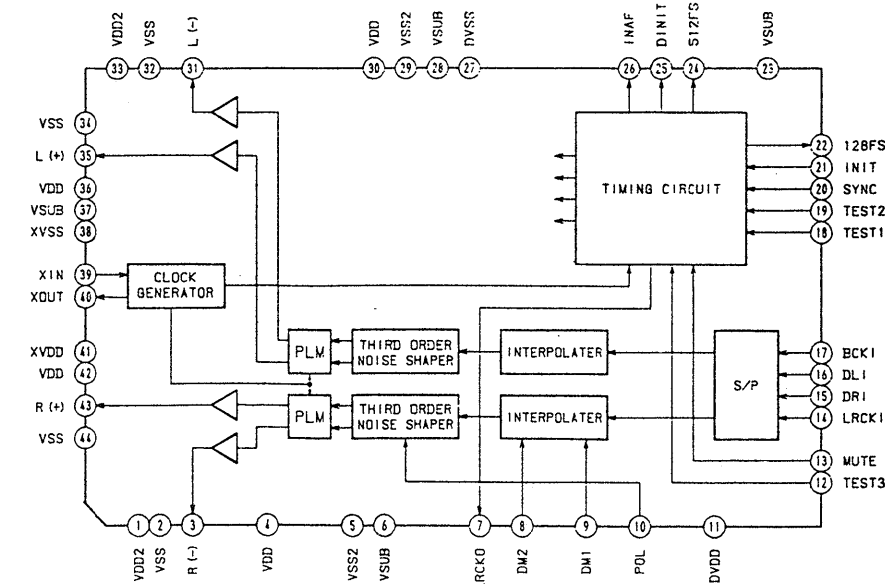 VDD2
VSS
L (-)
VDD
VSS2
VSUB
DVSS
INAF
DINIT
512FS
VSUB
33
32
31
30
29
28
27
26
25
24
23
VSS 34
L (+) 35
VDD 36
VSUB 37
XVSS 38
XIN 39
XOUT 40
XVDD 41
VDD 42
R (+) 43
VSS 44
22 128FS
21 INIT
20 SYNC
19 TEST2
18 TEST1
17 BCKI
16 DLI
15 DRI
14 LRCKI
13 MUTE
12 TEST3
TIMING CIRCUIT
CLOCK
GENERATOR
PLM
THIRD ORDER
NOISE SHAPER
INTERPOLATER
S/P
PLM
THIRD ORDER
NOISE SHAPER
INTERPOLATER
1
2
3
4
5
6
7
8
9
10
11
VDD2
VSS
R (-)
VDD
VSS2
VSUB
LRCKO
DM2
DM1
POL
DVDD